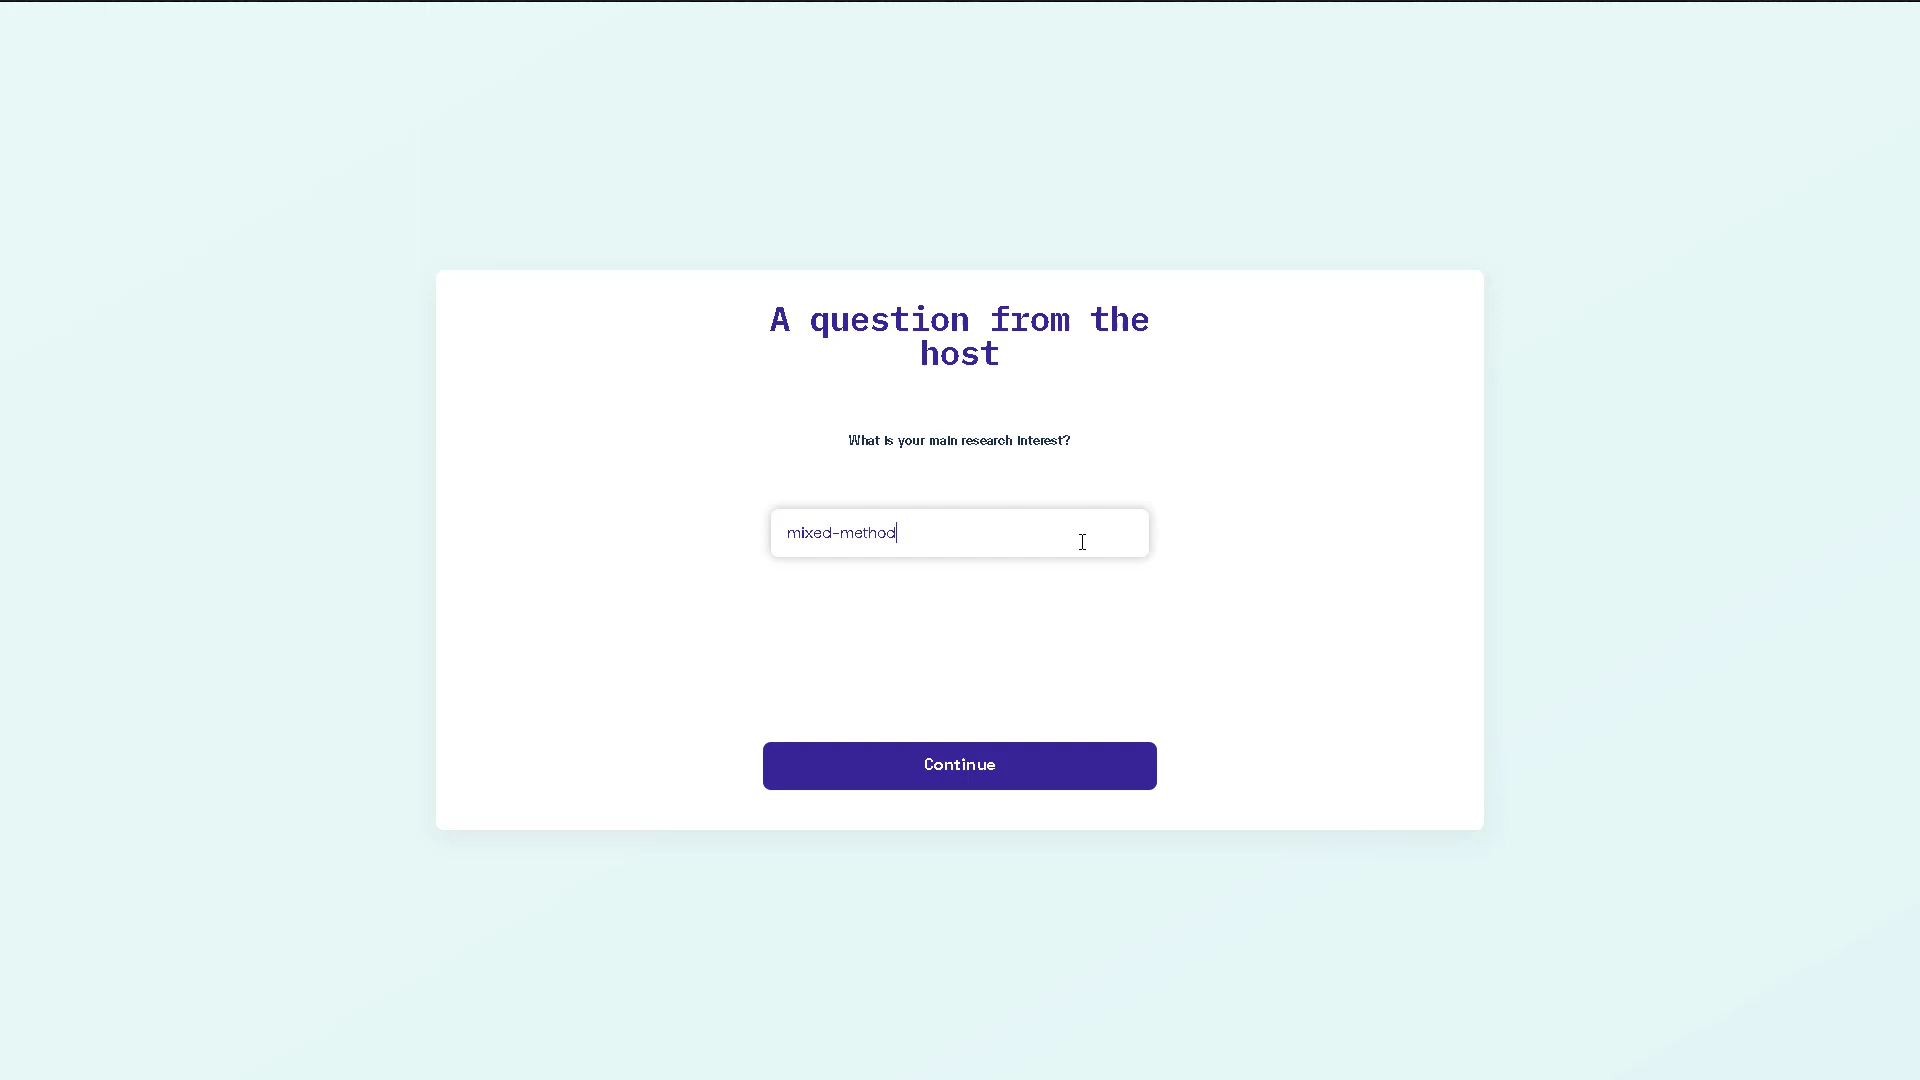 A question from the
host
What is your main research interest?
mixed-method
Continue